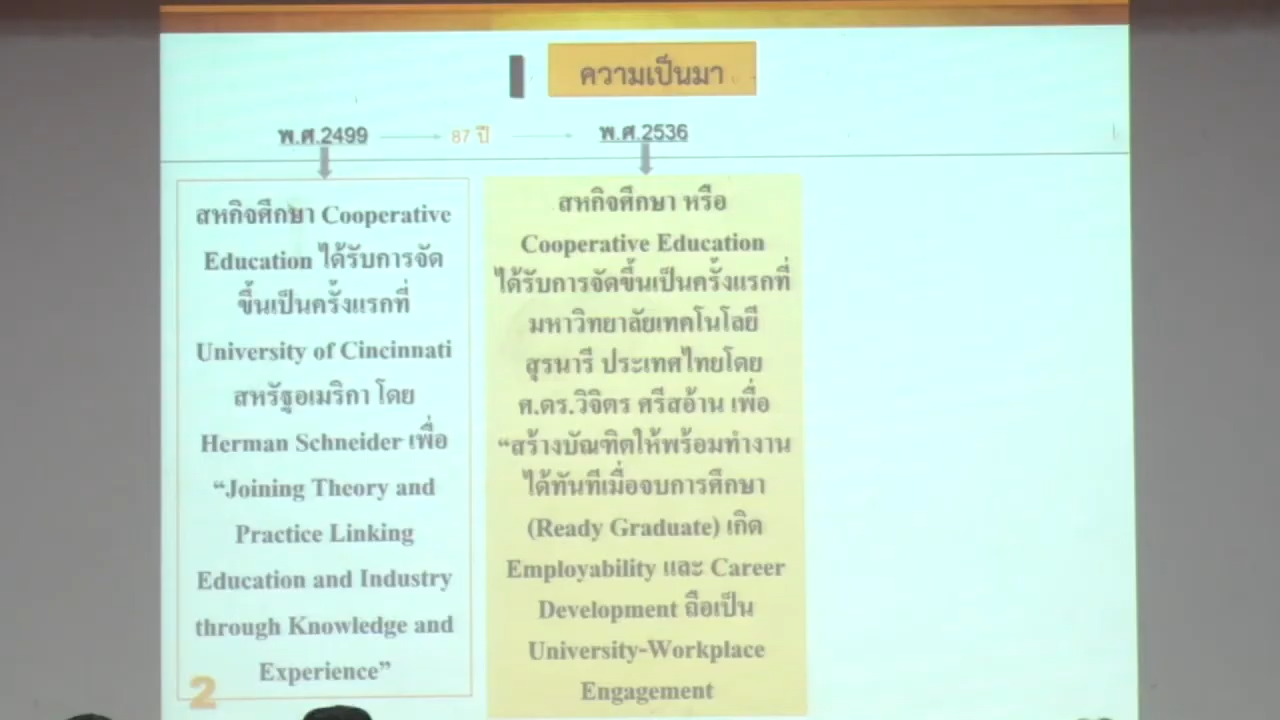 ความเป็นมา
พ.ศ.2499 87 ปี พ.ศ.2536
สหกิจศึกษา Cooperative
Education ได้รับการจัด
ขึ้นเป็นครั้งแรกที่
University of Cincinnati
สหรัฐอเมริกา โดย
Herman Schneider เพื่อ
“Joining Theory and
Practice Linking
Education and Industry
through Knowledge and
Experience”
สหกิจศึกษา หรือ
Cooperative Education
ได้รับการจัดขึ้นเป็นครั้งแรกที่
มหาวิทยาลัยเทคโนโลยี
สุรนารี ประเทศไทยโดย
ศ.ดร.วิจิตร ศรีสอ้าน เพื่อ
“สร้างบัณฑิตให้พร้อมทำงาน
ได้ทันทีเมื่อจบการศึกษา
(Ready Graduate) เกิด
Employability และ Career
Development ถือเป็น
University-Workplace
Engagement
2